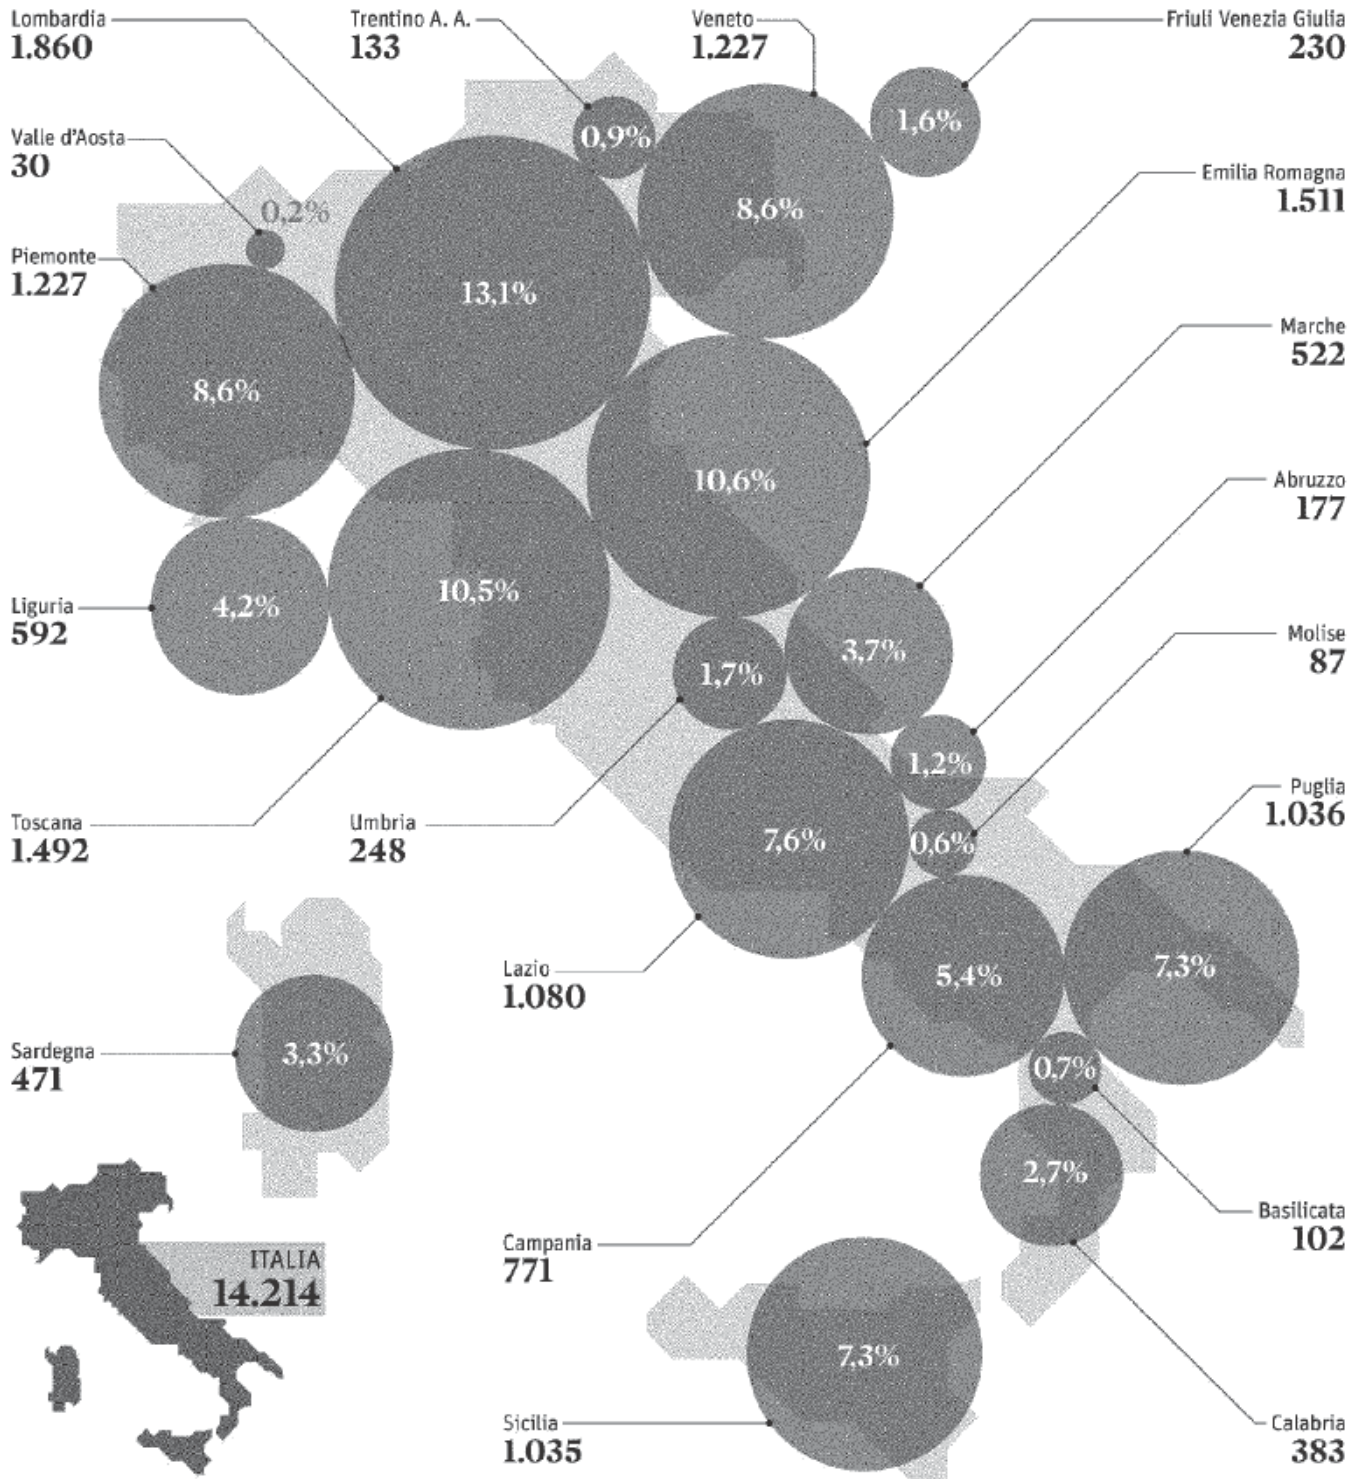 Lombardia
1.860
Trentino A. A.
133
Veneto
1.227
Friuli Venezia Giulia
230
Valle d'Aosta
30
0,2%
0,9%
1,6%
8,6%
Emilia Romagna
1.511
Piemonte
1.227
13,1%
8,6%
Marche
522
10,6%
Abruzzo
177
Liguria
592
4,2%
10,5%
3,7%
1,7%
Molise
87
1,2%
Toscana
1.492
Umbria
248
7,6%
0,6%
Puglia
1.036
Lazio
1.080
5,4%
7,3%
Sardegna
471
3,3%
0,7%
2,7%
Basilicata
102
Campania
771
ITALIA
14.214
7,3%
Sicilia
1.035
Calabria
383